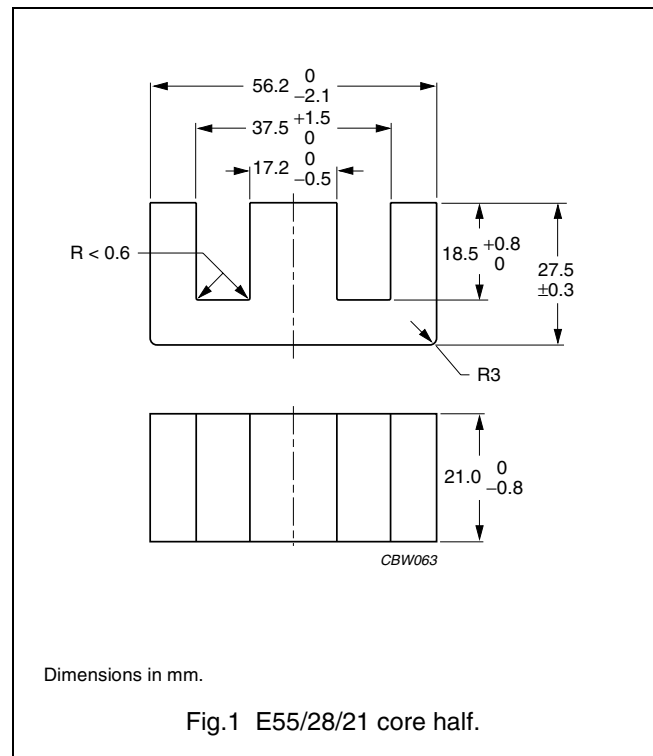 56.2 0 −2.1
37.5 +1.5 0
17.2 0 −0.5
R < 0.6
18.5 +0.8 0
27.5
±0.3
R3
21.0 0 −0.8
CBW063
Dimensions in mm.
Fig.1 E55/28/21 core half.